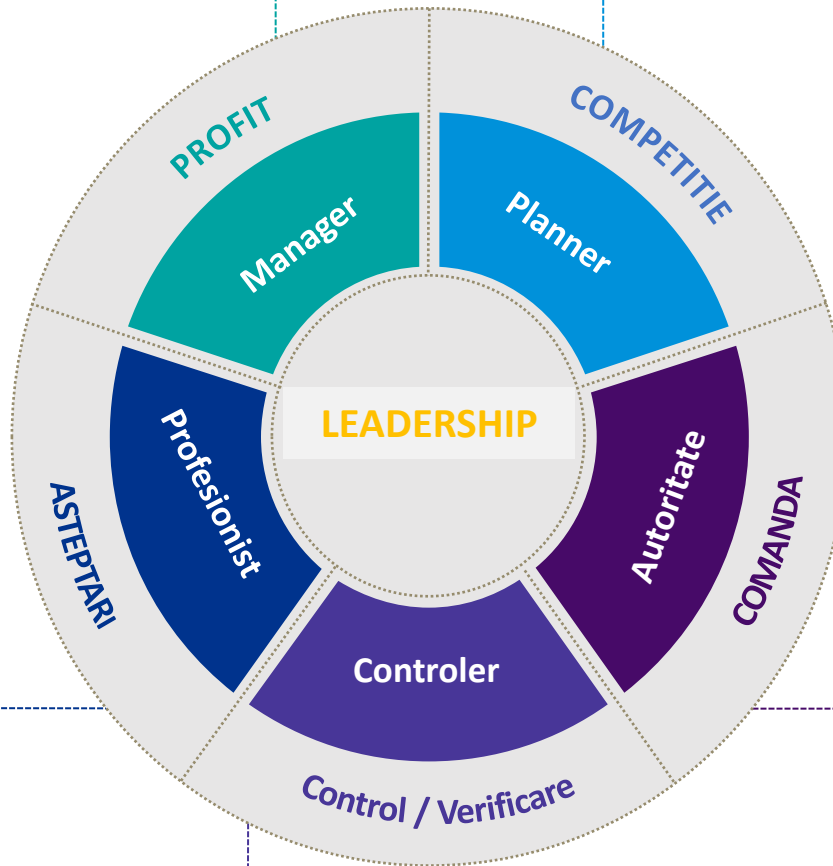 PROFIT
COMPETITIE
Manager
Planner
LEADERSHIP
Profesionist
Autoritate
ASTEPTARI
COMANDA
Controler
Control / Verificare